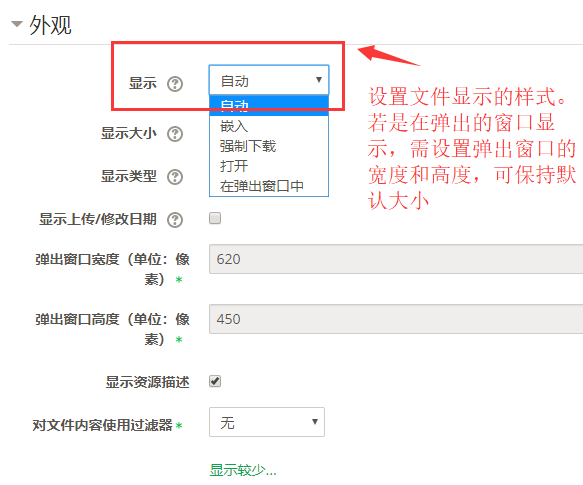 外观
显示
自动
设置文件显示的样式。
若是在弹出的窗口显
示，需设置弹出窗口的
宽度和高度，可保持默
认大小
自动
嵌入
强制下载
打开
在弹出窗口中
显示大小
显示类型
显示上传/修改日期
弹出窗口宽度（单位：像
素）*
620
弹出窗口高度（单位：像
素）*
450
显示资源描述
对文件内容使用过滤器*
无
显示较少...